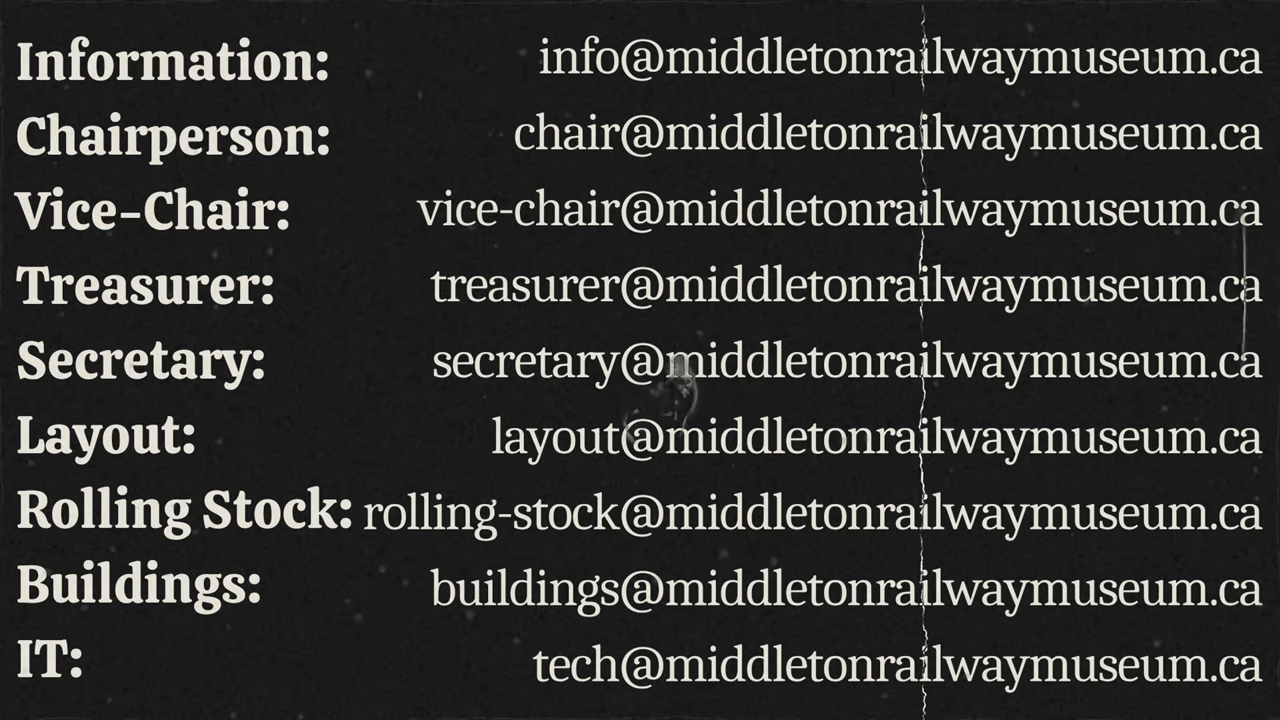 Information: info@middletonrailwaymuseum.ca
Chairperson: chair@middletonrailwaymuseum.ca
Vice-Chair: vice-chair@middletonrailwaymuseum.ca
Treasurer: treasurer@middletonrailwaymuseum.ca
Secretary: secretary@middletonrailwaymuseum.ca
Layout: layout@middletonrailwaymuseum.ca
Rolling Stock: rolling-stock@middletonrailwaymuseum.ca
Buildings: buildings@middletonrailwaymuseum.ca
IT: tech@middletonrailwaymuseum.ca